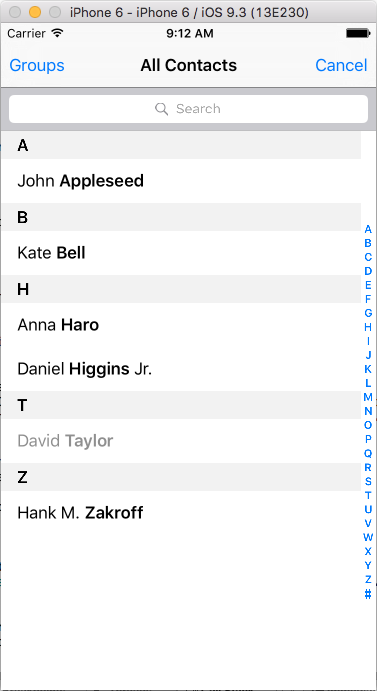 iPhone 6 - iPhone 6 / iOS 9.3 (13E230)
Carrier 9:12 AM
Groups All Contacts Cancel
Search
A
John Appleseed
B
Kate Bell
H
Anna Haro
Daniel Higgins Jr.
T
David Taylor
Z
Hank M. Zakroff
A
B
C
D
E
F
G
H
I
J
K
L
M
N
O
P
Q
R
S
T
U
V
W
X
Y
Z
#